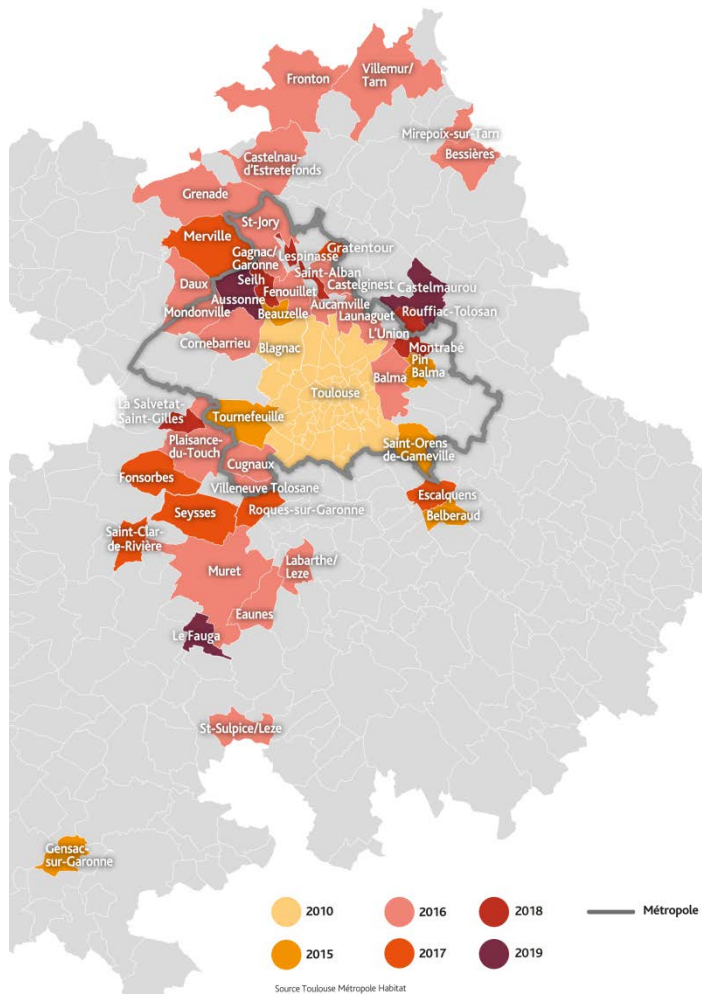 Fronton
Villemur/
Tarn
Mirepoix-sur-Tarn
Bessières
Castelnau-
d'Estretefonds
Grenade
St-Jory
Merville
Gratentour
Gagnac/
Garonne
Lespinasse
Saint-Alban
Daux
Seilh
Fenouillet
Castelginest
Castelmaurou
Aussonne
Aucamville
Rouffiac-Tolosan
Mondonville
Beauzelle
Launaguet
L'Union
Cornebarrieu
Blagnac
Montrabé
Pin
Balma
Balma
Toulouse
La Salvetat-
Saint-Gilles
Tournefeuille
Plaisance-
du-Touch
Saint-Orens
de-Gameville
Cugnaux
Fonsorbes
Villeneuve Tolosane
Escalquens
Seysses
Roques-sur-Garonne
Belberaud
Saint-Clar-
de-Rivière
Muret
Labarthe/
Leze
Eaunes
Le Fauga
St-Sulpice/Leze
Gensac-
sur-Garonne
2010
2016
2018
Métropole
2015
2017
2019
Source Toulouse Métropole Habitat